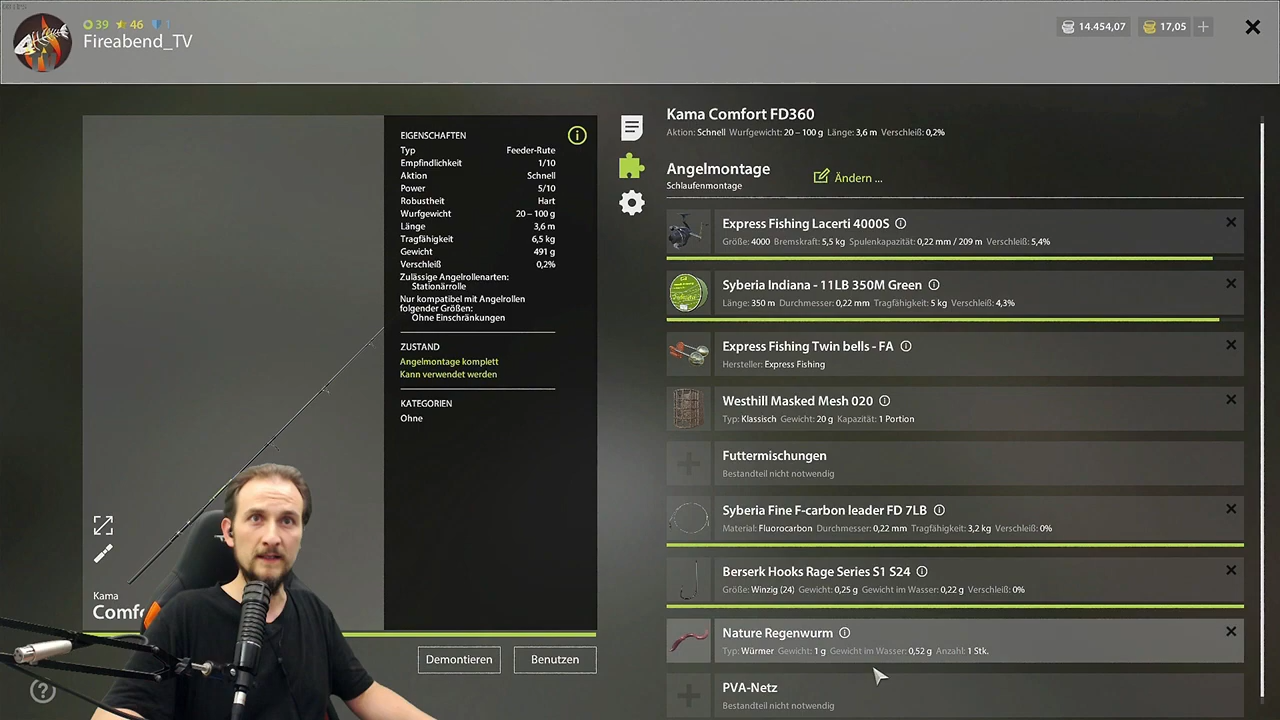 39 46 1
Fireabend_TV
14.454,07 17,05
EIGENSCHAFTEN
Typ Feeder-Rute
Empfindlichkeit 1/10
Aktion Schnell
Power 5/10
Robustheit Hart
Wurfgewicht 20 – 100 g
Länge 3,6 m
Tragfähigkeit 6,5 kg
Gewicht 491 g
Verschleiß 0,2%
Zulässige Angelrollenarten:
Stationärrolle
Nur kompatibel mit Angelrollen
folgender Größen:
Ohne Einschränkungen
ZUSTAND
Angelmontage komplett
Kann verwendet werden
KATEGORIEN
Ohne
Kama
Comf
Demontieren
Benutzen
Kama Comfort FD360
Aktion: Schnell Wurfgewicht: 20 – 100 g Länge: 3,6 m Verschleiß: 0,2%
Angelmontage
Schlaufenmontage
Ändern ...
Express Fishing Lacerti 4000S
Größe: 4000 Bremskraft: 5,5 kg Spulenkapazität: 0,22 mm / 209 m Verschleiß: 5,4%
Syberia Indiana - 11LB 350M Green
Länge: 350 m Durchmesser: 0,22 mm Tragfähigkeit: 5 kg Verschleiß: 4,3%
Express Fishing Twin bells - FA
Hersteller: Express Fishing
Westhill Masked Mesh 020
Typ: Klassisch Gewicht: 20 g Kapazität: 1 Portion
Futtermischungen
Bestandteil nicht notwendig
Syberia Fine F-carbon leader FD 7LB
Material: Fluorocarbon Durchmesser: 0,22 mm Tragfähigkeit: 3,2 kg Verschleiß: 0%
Berserk Hooks Rage Series S1 S24
Größe: Winzig (24) Gewicht: 0,25 g Gewicht im Wasser: 0,22 g Verschleiß: 0%
Nature Regenwurm
Typ: Würmer Gewicht: 1 g Gewicht im Wasser: 0,52 g Anzahl: 1 Stk.
PVA-Netz
Bestandteil nicht notwendig